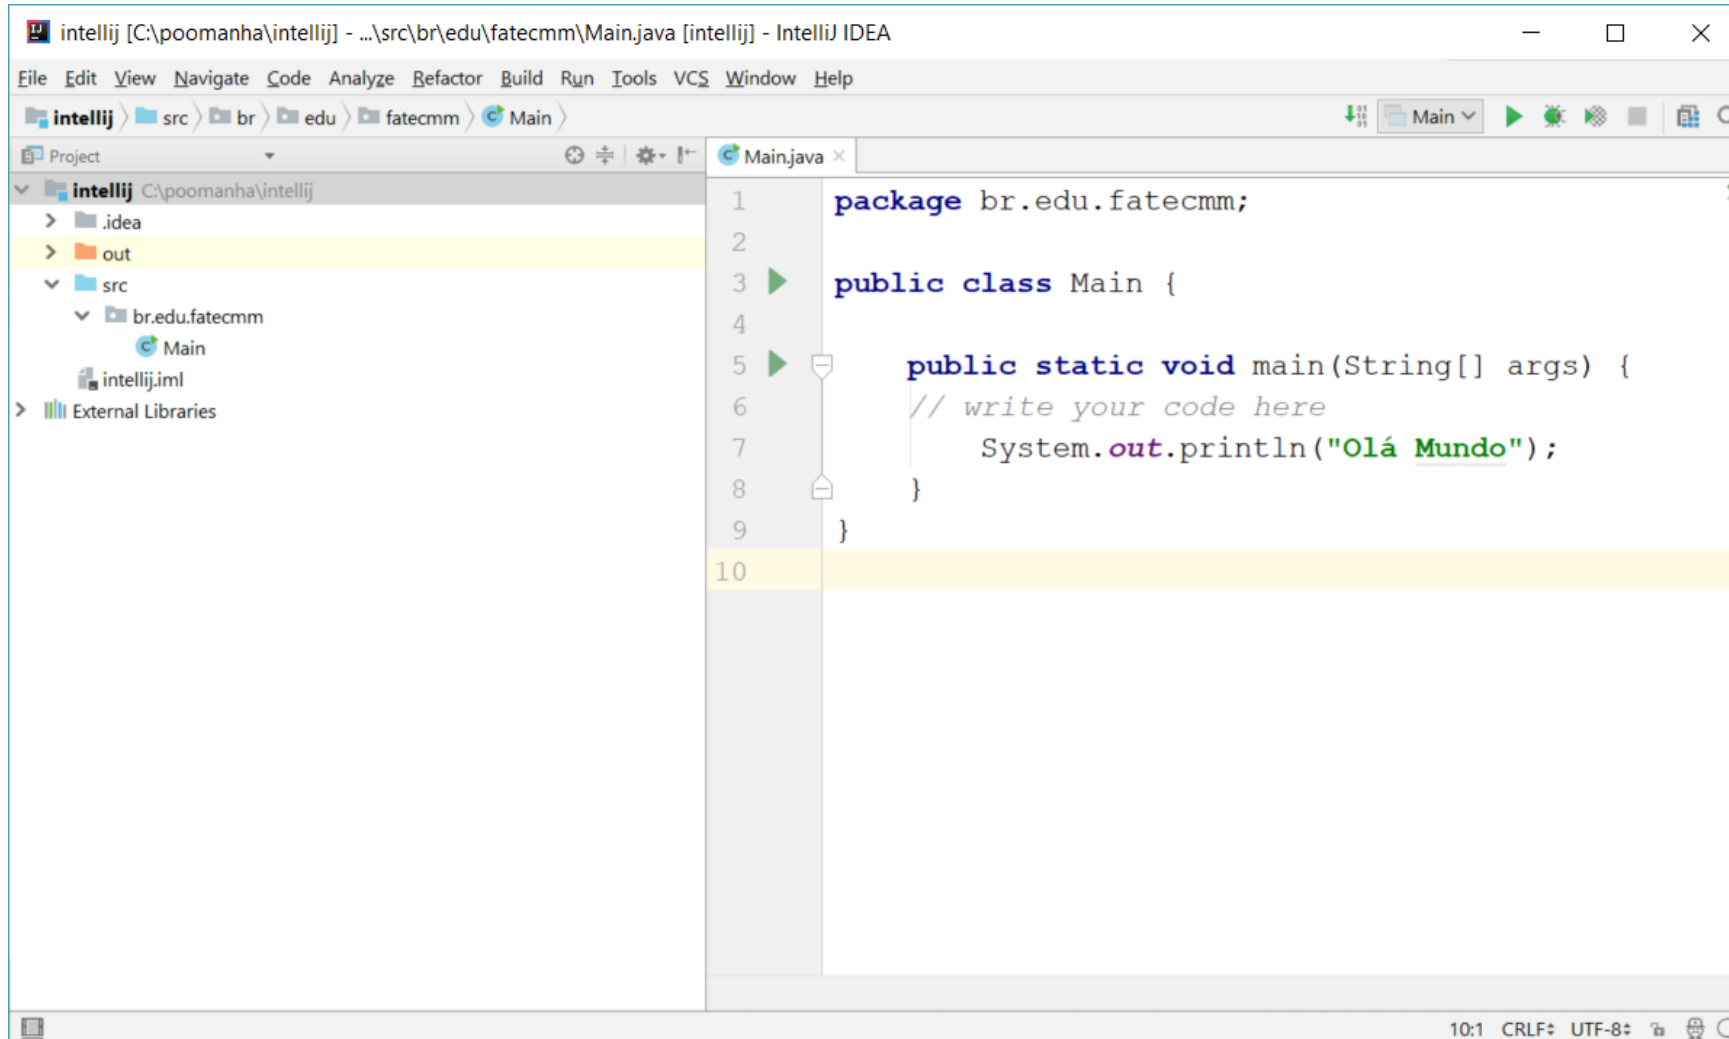 intellij [C:\poomanha\intellij] - ...\src\br\edu\fatecmm\Main.java [intellij] - IntelliJ IDEA
File Edit View Navigate Code Analyze Refactor Build Run Tools VCS Window Help
intellij src br edu fatecmm Main Main
Project
Main.java
intellij C:\poomanha\intellij
.idea
out
src
br.edu.fatecmm
Main
intellij.iml
External Libraries
1 package br.edu.fatecmm;
2
3 public class Main {
4
5 public static void main(String[] args) {
6 // write your code here
7 System.out.println("Olá Mundo");
8 }
9 }
10
10:1 CRLF UTF-8